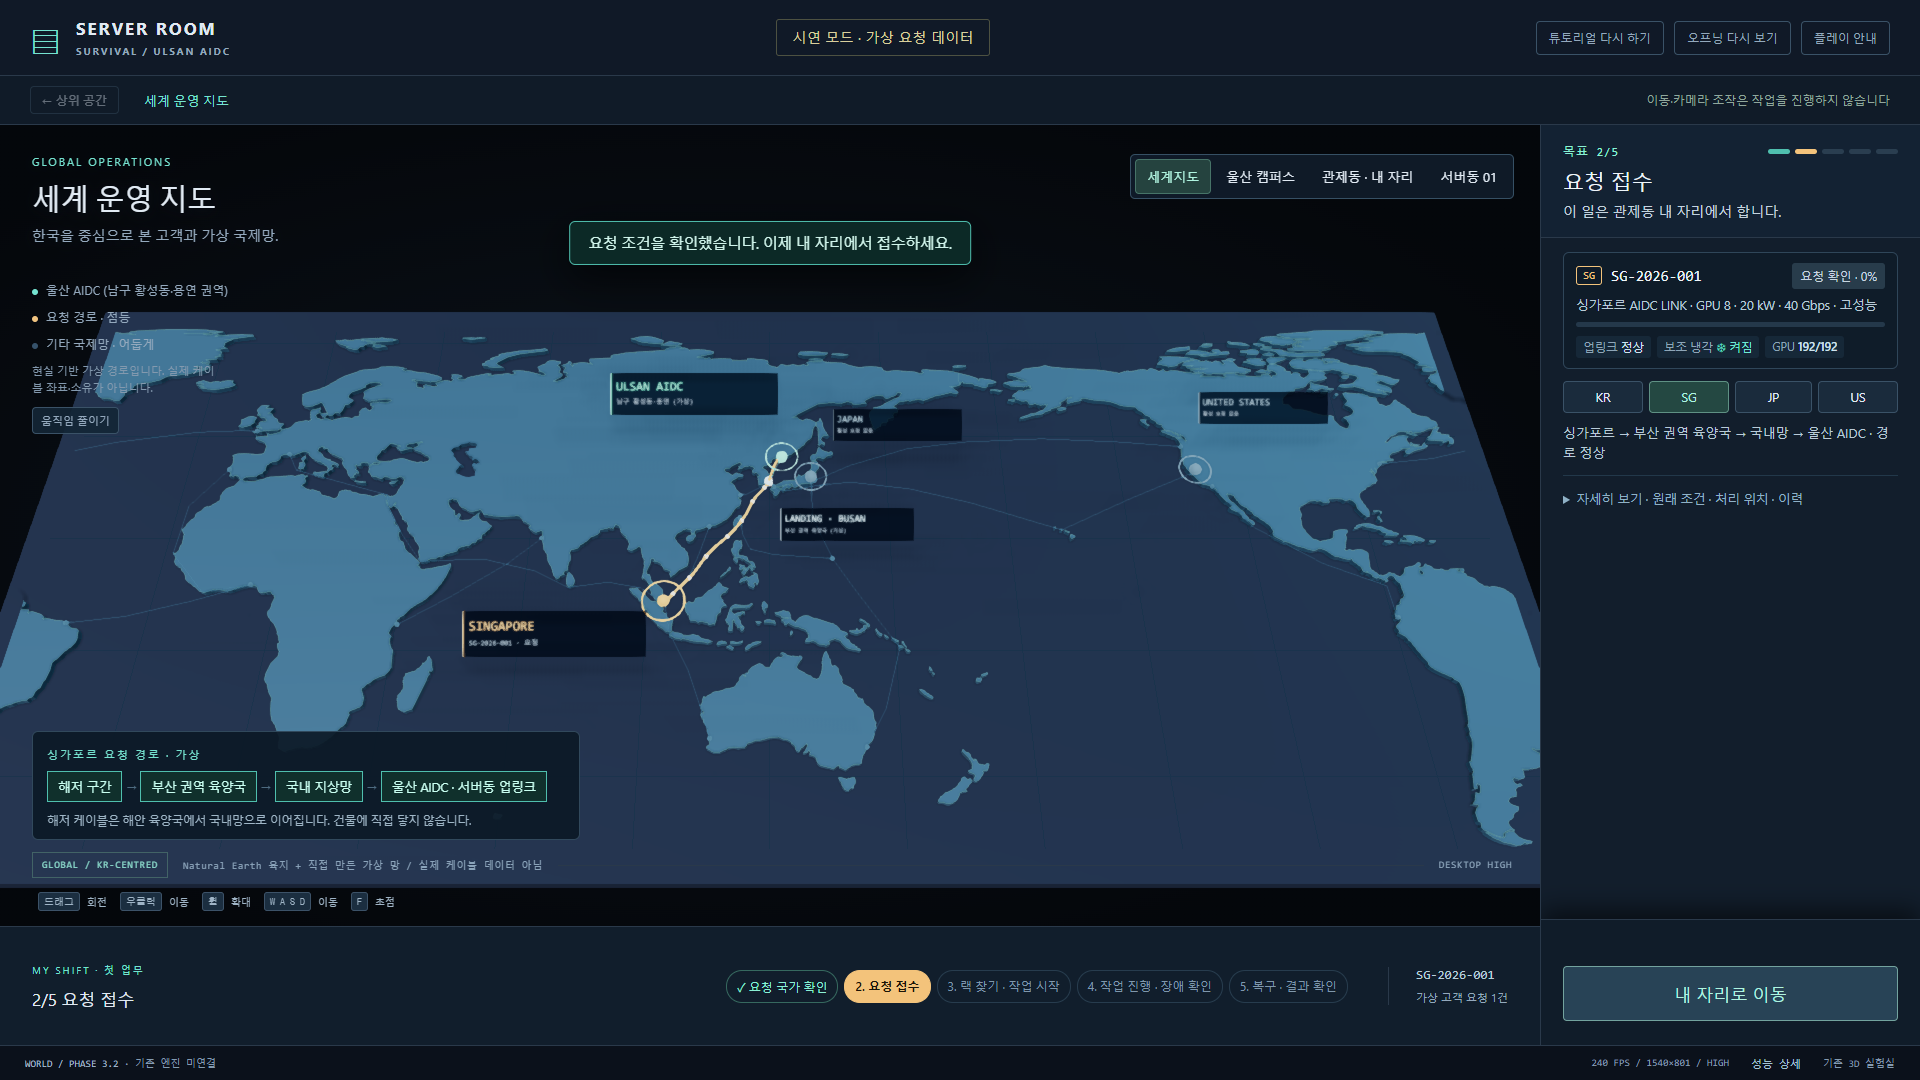 SERVER ROOM
SURVIVAL / ULSAN AIDC
시연 모드 · 가상 요청 데이터
튜토리얼 다시 하기
오프닝 다시 보기
플레이 안내
← 상위 공간
세계 운영 지도
이동·카메라 조작은 작업을 진행하지 않습니다
GLOBAL OPERATIONS
세계 운영 지도
한국을 중심으로 본 고객과 가상 국제망.
세계지도
울산 캠퍼스
관제동 · 내 자리
서버동 01
요청 조건을 확인했습니다. 이제 내 자리에서 접수하세요.
울산 AIDC (남구 황성동·용연 권역)
요청 경로 · 점등
기타 국제망 · 어둡게
현실 기반 가상 경로입니다. 실제 케이
블 좌표·소유가 아닙니다.
움직임 줄이기
ULSAN AIDC
남구 황성동·용연 (가상)
JAPAN
UNITED STATES
LANDING · BUSAN
부산 권역 육양국 (가상)
SINGAPORE
SG-2026-001 · 요청
싱가포르 요청 경로 · 가상
해저 구간 → 부산 권역 육양국 → 국내 지상망 → 울산 AIDC · 서버동 업링크
해저 케이블은 해안 육양국에서 국내망으로 이어집니다. 건물에 직접 닿지 않습니다.
GLOBAL / KR-CENTRED
Natural Earth 육지 + 직접 만든 가상 망 / 실제 케이블 데이터 아님
DESKTOP HIGH
드래그 회전 우클릭 이동 휠 확대 W A S D 이동 F 초점
목표 2/5
요청 접수
이 일은 관제동 내 자리에서 합니다.
SG SG-2026-001 요청 확인 · 0%
싱가포르 AIDC LINK · GPU 8 · 20 kW · 40 Gbps · 고성능
업링크 정상 보조 냉각 ❄ 켜짐 GPU 192/192
KR SG JP US
싱가포르 → 부산 권역 육양국 → 국내망 → 울산 AIDC · 경
로 정상
▶ 자세히 보기 · 원래 조건 · 처리 위치 · 이력
MY SHIFT · 첫 업무
2/5 요청 접수
✓ 요청 국가 확인
2. 요청 접수
3. 랙 찾기 · 작업 시작
4. 작업 진행 · 장애 확인
5. 복구 · 결과 확인
SG-2026-001
가상 고객 요청 1건
내 자리로 이동
WORLD / PHASE 3.2 · 기존 엔진 미연결
240 FPS / 1540×801 / HIGH
성능 상세
기존 3D 실험실